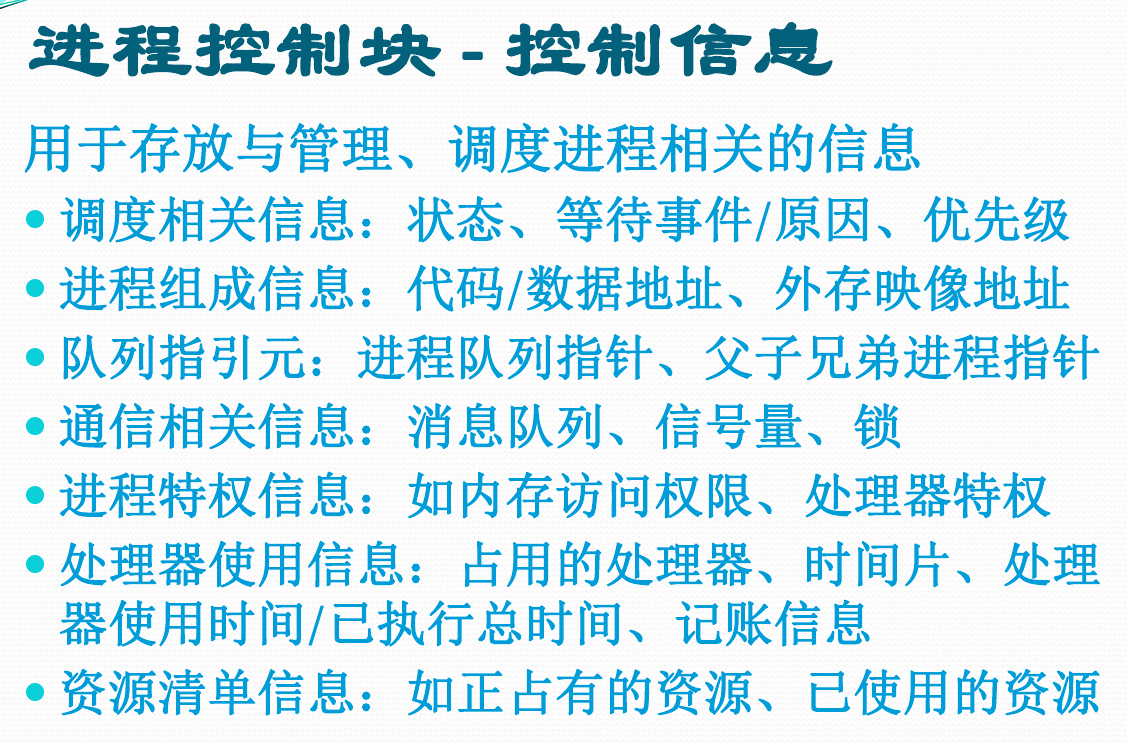 进程控制块 - 控制信息
用于存放与管理、调度进程相关的信息
• 调度相关信息：状态、等待事件/原因、优先级
• 进程组成信息：代码/数据地址、外存映像地址
• 队列指引元：进程队列指针、父子兄弟进程指针
• 通信相关信息：消息队列、信号量、锁
• 进程特权信息：如内存访问权限、处理器特权
• 处理器使用信息：占用的处理器、时间片、处理
器使用时间/已执行总时间、记账信息
• 资源清单信息：如正占有的资源、已使用的资源